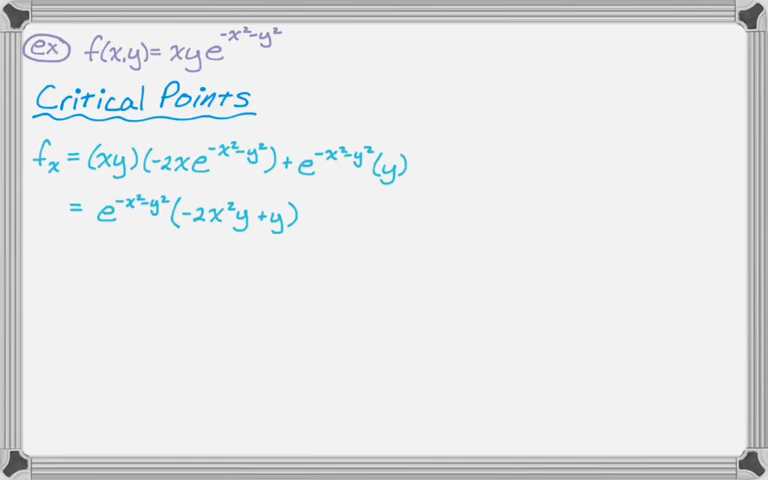 ex f(x,y) = xye^{-x²-y²}
Critical Points
f_x = (xy)(-2xe^{-x²-y²}) + e^{-x²-y²}(y)
= e^{-x²-y²}(-2x²y + y)